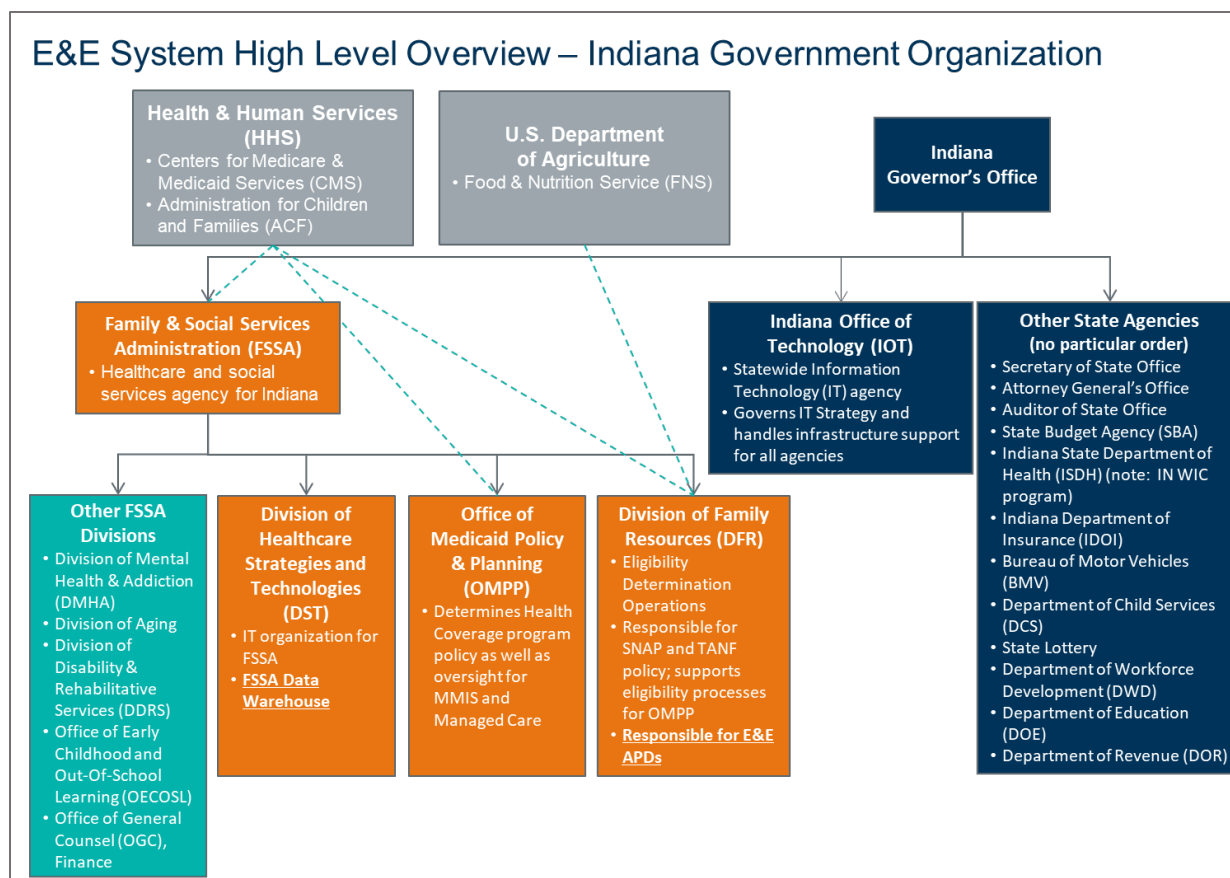 E&E System High Level Overview – Indiana Government Organization
Health & Human Services
(HHS)
• Centers for Medicare &
Medicaid Services (CMS)
• Administration for Children
and Families (ACF)
U.S. Department
of Agriculture
• Food & Nutrition Service (FNS)
Indiana
Governor's Office
Family & Social Services
Administration (FSSA)
• Healthcare and social
services agency for Indiana
Indiana Office of
Technology (IOT)
• Statewide Information
Technology (IT) agency
• Governs IT Strategy and
handles infrastructure support
for all agencies
Other State Agencies
(no particular order)
• Secretary of State Office
• Attorney General's Office
• Auditor of State Office
• State Budget Agency (SBA)
• Indiana State Department of
Health (ISDH) (note: IN WIC
program)
• Indiana Department of
Insurance (IDOI)
• Bureau of Motor Vehicles
(BMV)
• Department of Child Services
(DCS)
• State Lottery
• Department of Workforce
Development (DWD)
• Department of Education
(DOE)
• Department of Revenue (DOR)
Other FSSA
Divisions
• Division of Mental
Health & Addiction
(DMHA)
• Division of Aging
• Division of
Disability &
Rehabilitative
Services (DDRS)
• Office of Early
Childhood and
Out-Of-School
Learning (OECOSL)
• Office of General
Counsel (OGC),
Finance
Division of
Healthcare
Strategies and
Technologies
(DST)
• IT organization for
FSSA
• FSSA Data
Warehouse
Office of
Medicaid Policy
& Planning
(OMPP)
• Determines Health
Coverage program
policy as well as
oversight for
MMIS and
Managed Care
Division of Family
Resources (DFR)
• Eligibility
Determination
Operations
• Responsible for
SNAP and TANF
policy; supports
eligibility processes
for OMPP
• Responsible for E&E
APDs